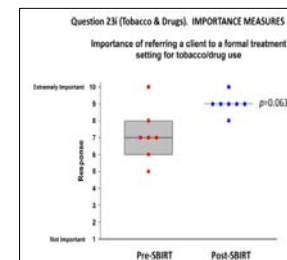 Question 23i (Tobacco & Drugs). IMPORTANCE MEASURES
Importance of referring a client to a formal treatment
setting for tobacco/drug use
Extremely Important
10
9
8
7
6
5
4
3
2
Not Important
1
Response
p=0.063
Pre-SBIRT
Post-SBIRT